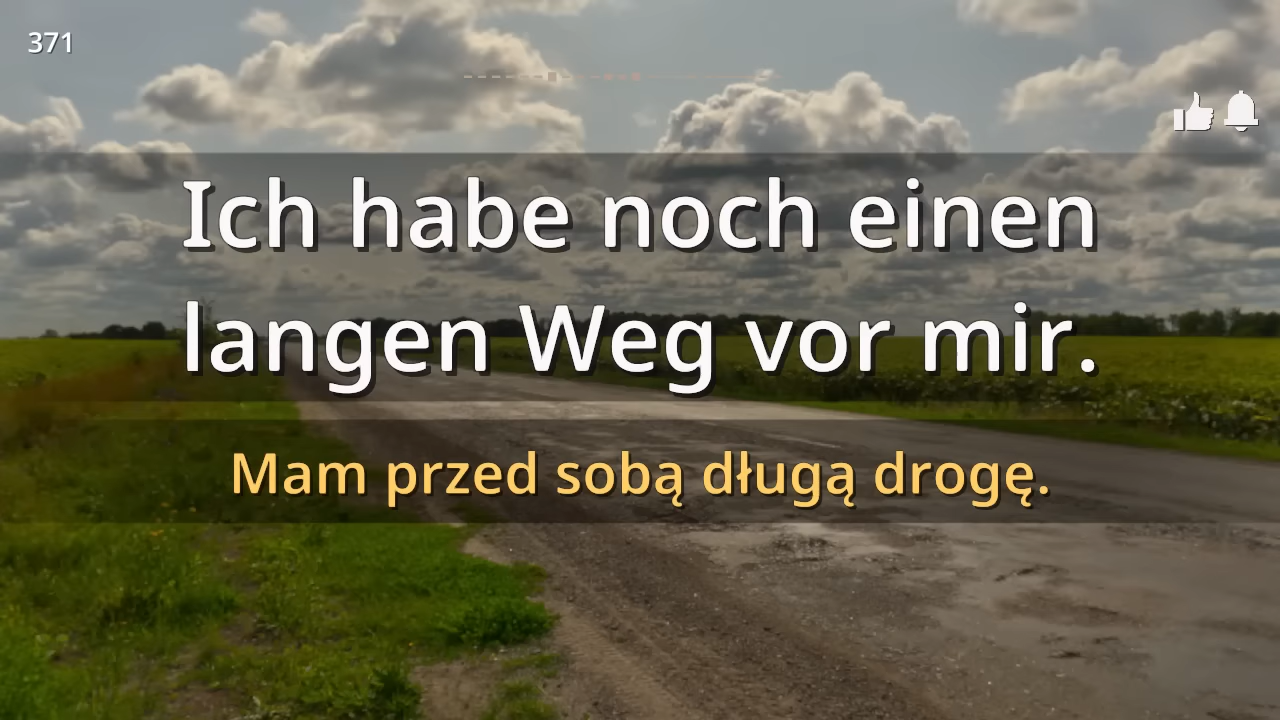 371
Ich habe noch einen
langen Weg vor mir.
Mam przed sobą długą drogę.